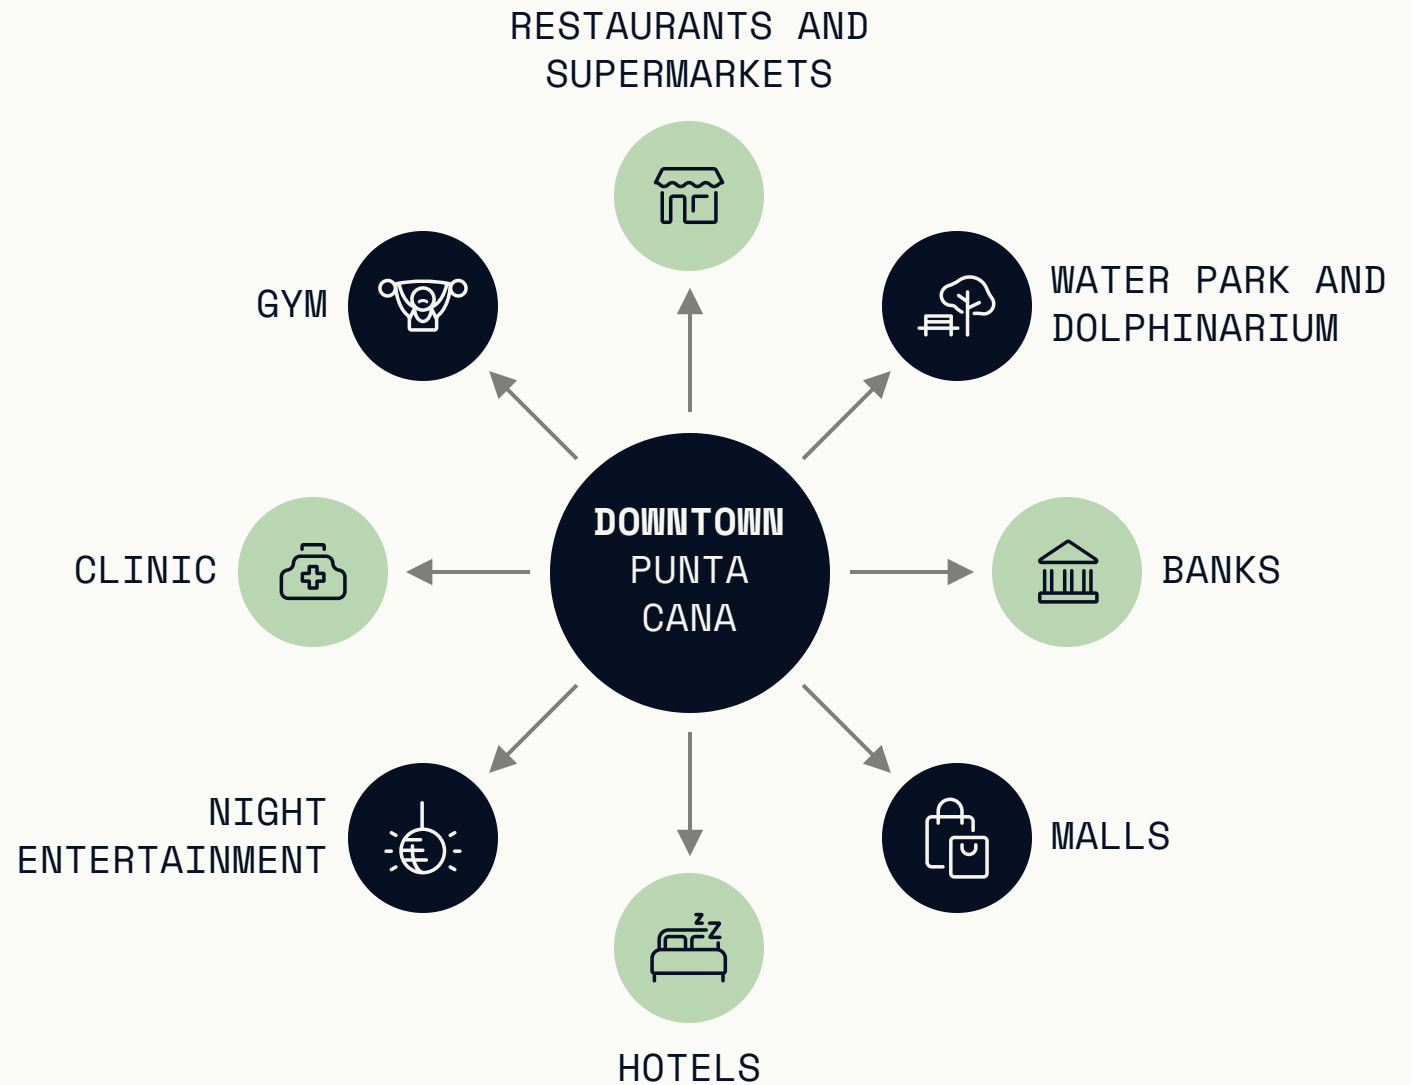 RESTAURANTS AND
SUPERMARKETS
GYM
WATER PARK AND
DOLPHINARIUM
DOWNTOWN
PUNTA
CANA
CLINIC
BANKS
NIGHT
ENTERTAINMENT
MALLS
z
Z
HOTELS